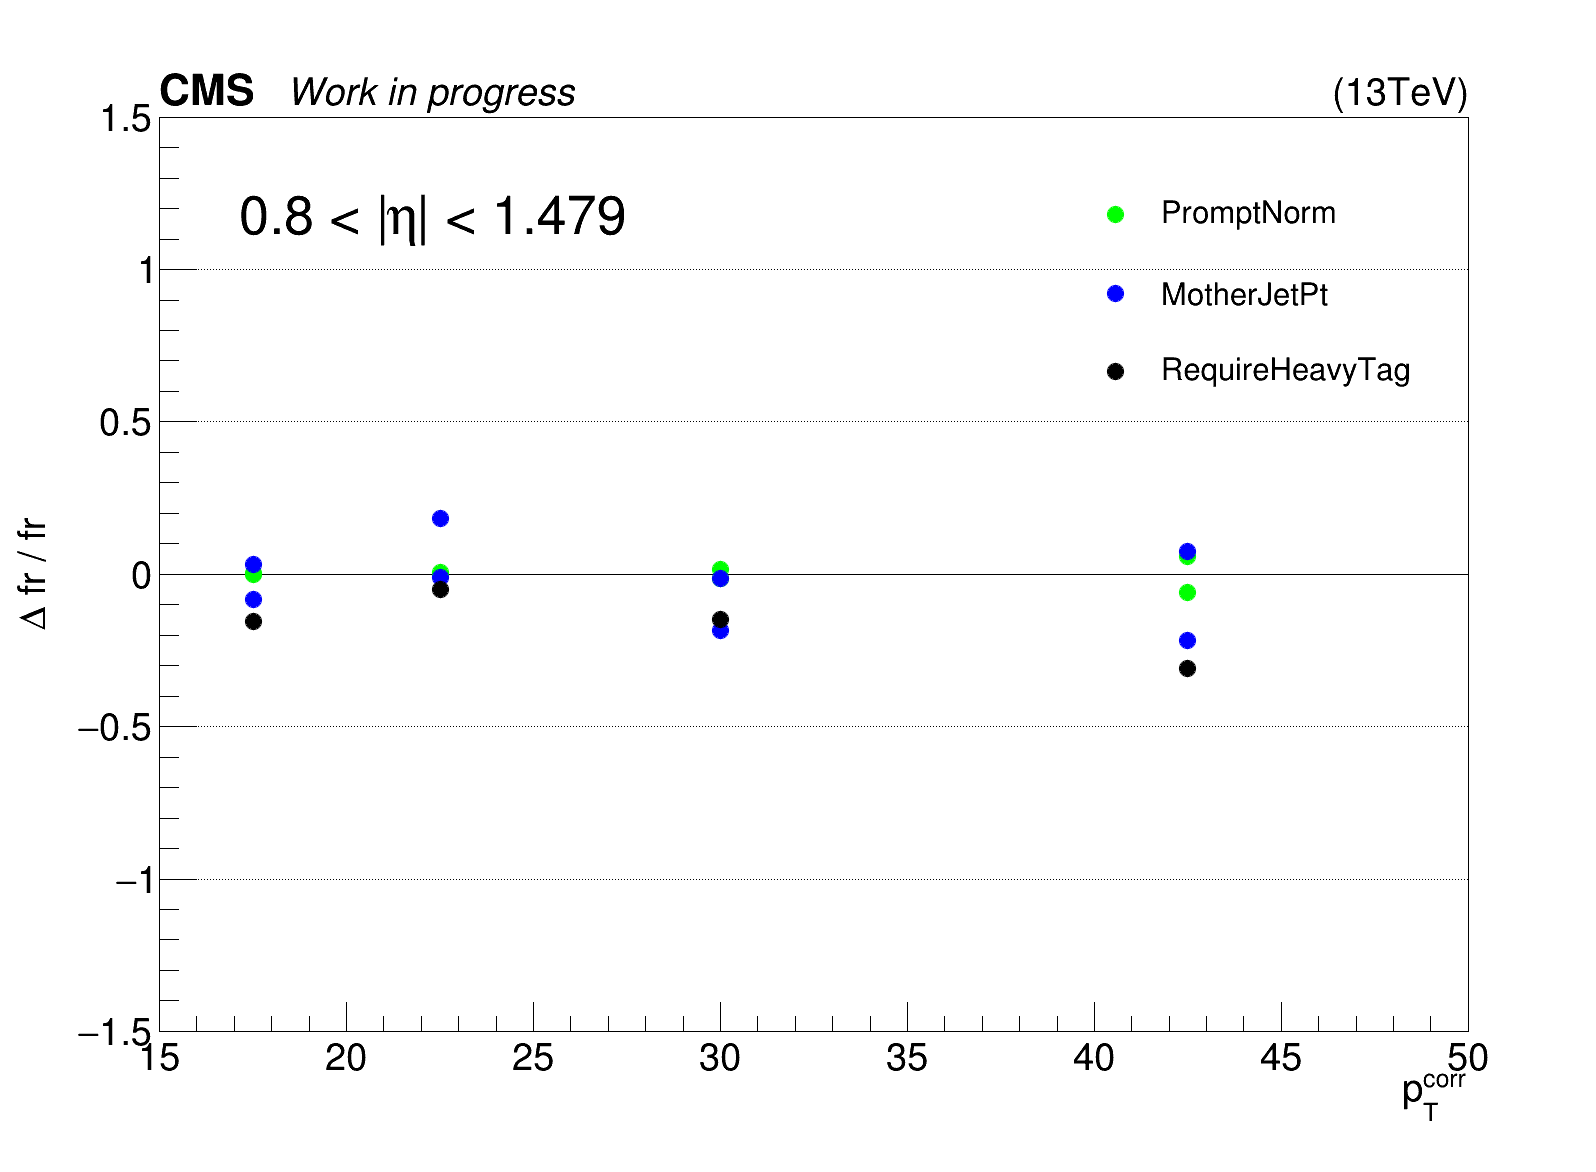 CMS Work in progress (13TeV)
1.5
0.8 < |η| < 1.479
PromptNorm
1
MotherJetPt
RequireHeavyTag
0.5
Δ fr / fr
0
−0.5
−1
−1.5
15 20 25 30 35 40 45 50
p_T^corr